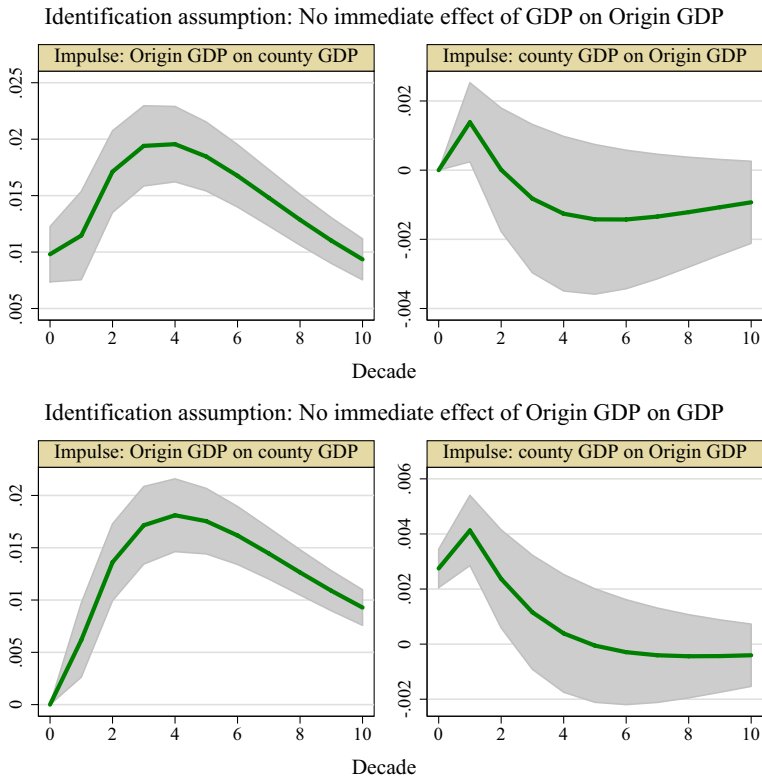 Identification assumption: No immediate effect of GDP on Origin GDP
Impulse: Origin GDP on county GDP
Impulse: county GDP on Origin GDP
.025
.02
.015
.01
.005
.002
0
-.002
-.004
0 2 4 6 8 10
0 2 4 6 8 10
Decade
Identification assumption: No immediate effect of Origin GDP on GDP
Impulse: Origin GDP on county GDP
Impulse: county GDP on Origin GDP
.02
.015
.01
.005
0
.006
.004
.002
0
-.002
0 2 4 6 8 10
0 2 4 6 8 10
Decade